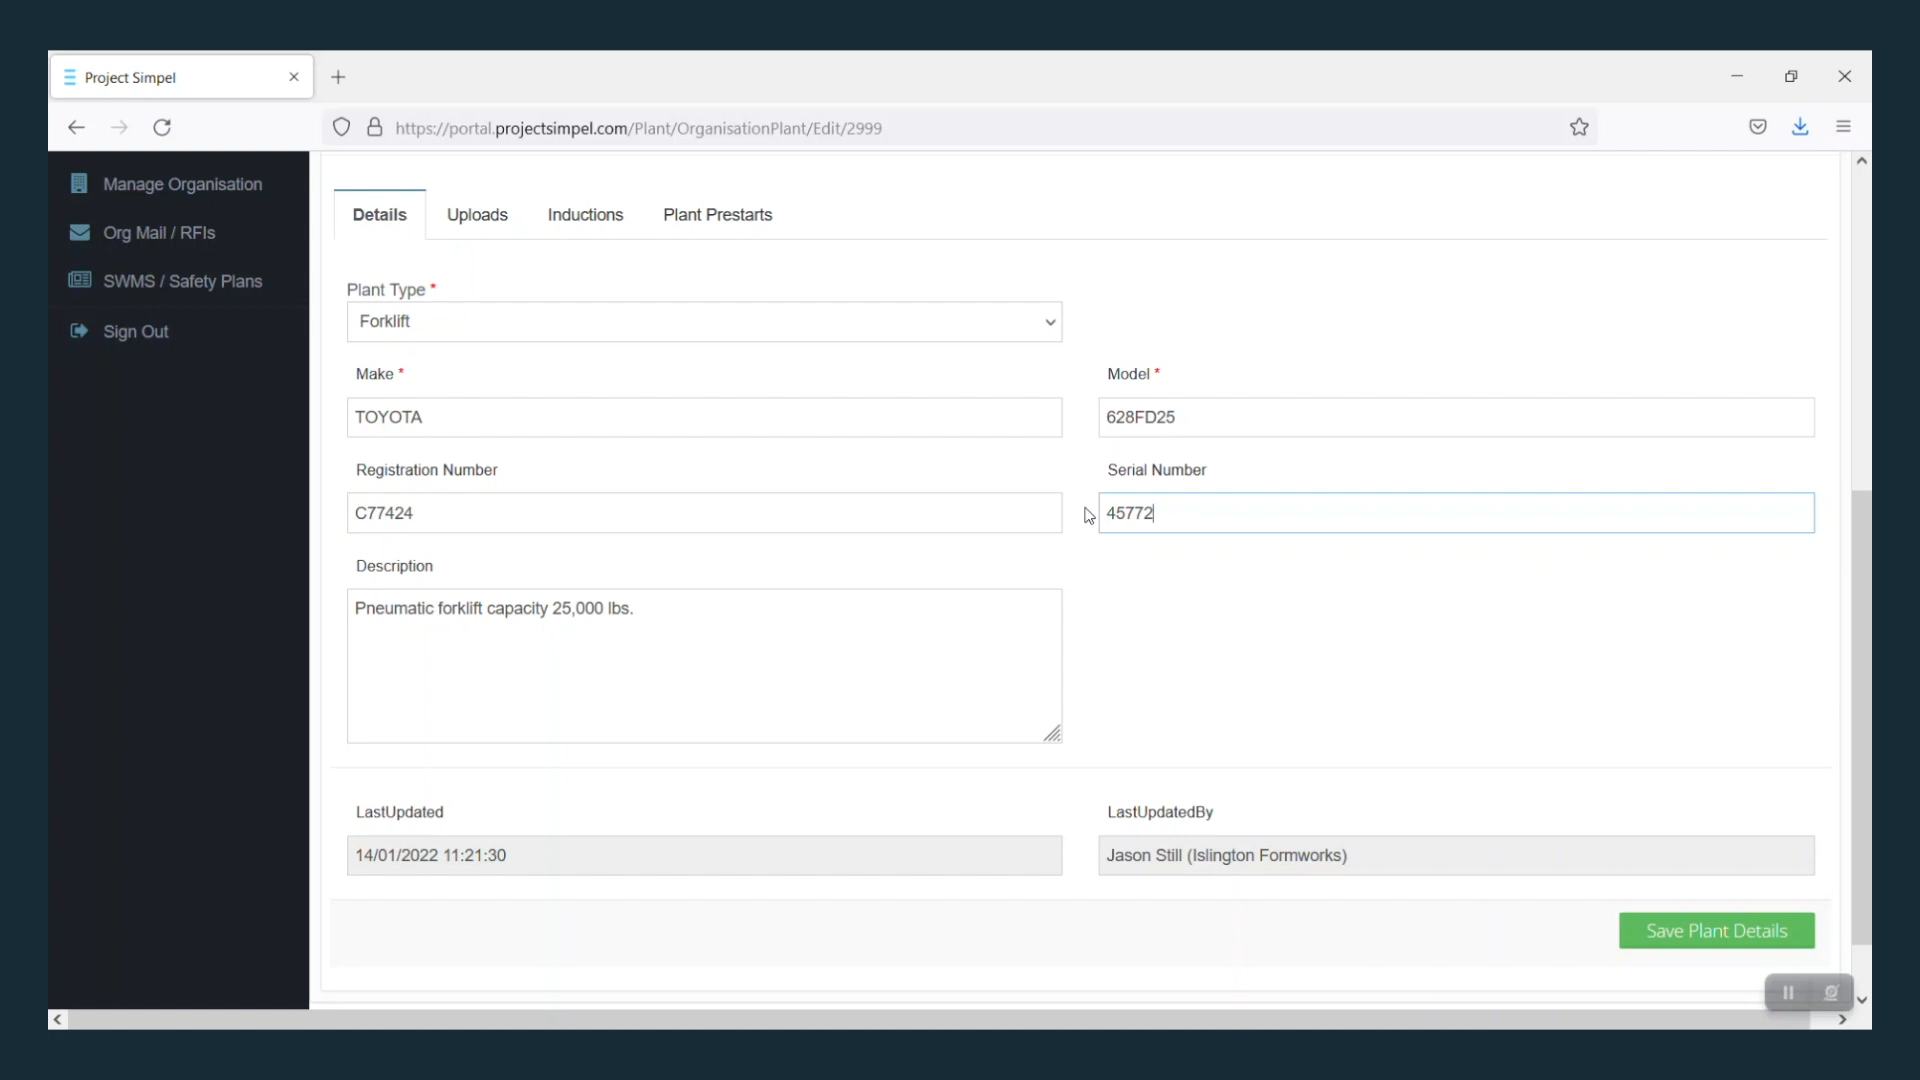 Project Simpel
https://portal.projectsimpel.com/Plant/OrganisationPlant/Edit/2999
Manage Organisation
Org Mail / RFIs
SWMS / Safety Plans
Sign Out
Details Uploads Inductions Plant Prestarts
Plant Type *
Forklift
Make * Model *
TOYOTA 628FD25
Registration Number Serial Number
C77424 45772
Description
Pneumatic forklift capacity 25,000 lbs.
LastUpdated LastUpdatedBy
14/01/2022 11:21:30 Jason Still (Islington Formworks)
Save Plant Details